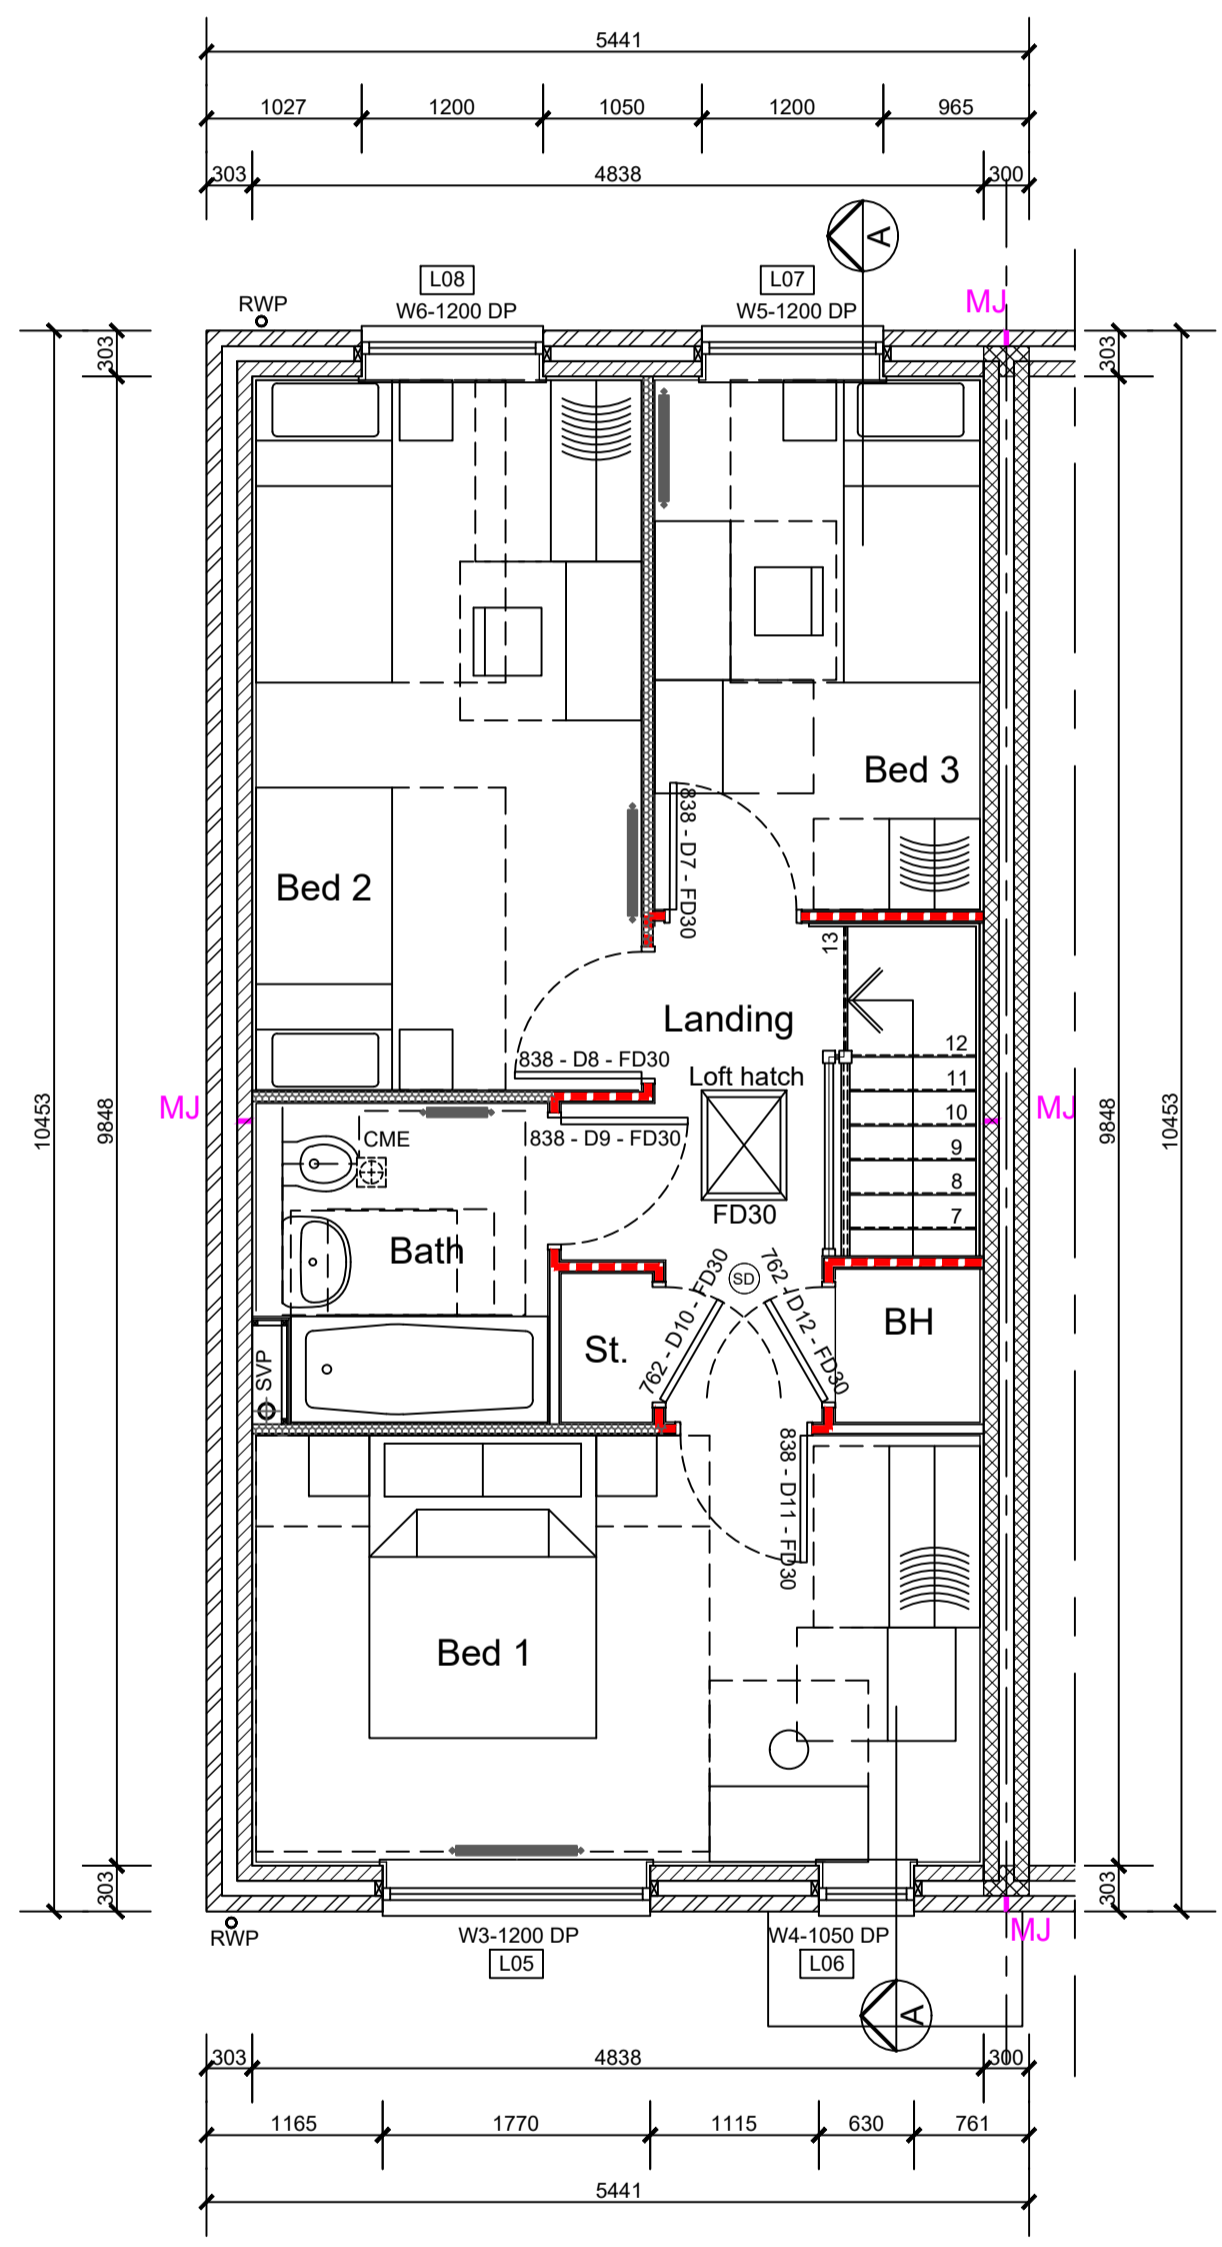 5441
1027 1200 1050 1200 965
303 4838 300
A
L08 L07
RWP W6-1200 DP W5-1200 DP MJ
303 303
Bed 3
838 - D7 - FD30
Bed 2
13
Landing
12
838 - D8 - FD30
Loft hatch 11
MJ 10 MJ
10453 9848 9848 10453
CME 838 - D9 - FD30 9
8
FD30 7
Bath
762 - D10 - FD30 SD 762 - D12 - FD30
BH
St.
SVP
838 - D11 - FD30
Bed 1
303 303
RWP W3-1200 DP W4-1050 DP MJ
L05 L06
A
303 4838 300
1165 1770 1115 630 761
5441